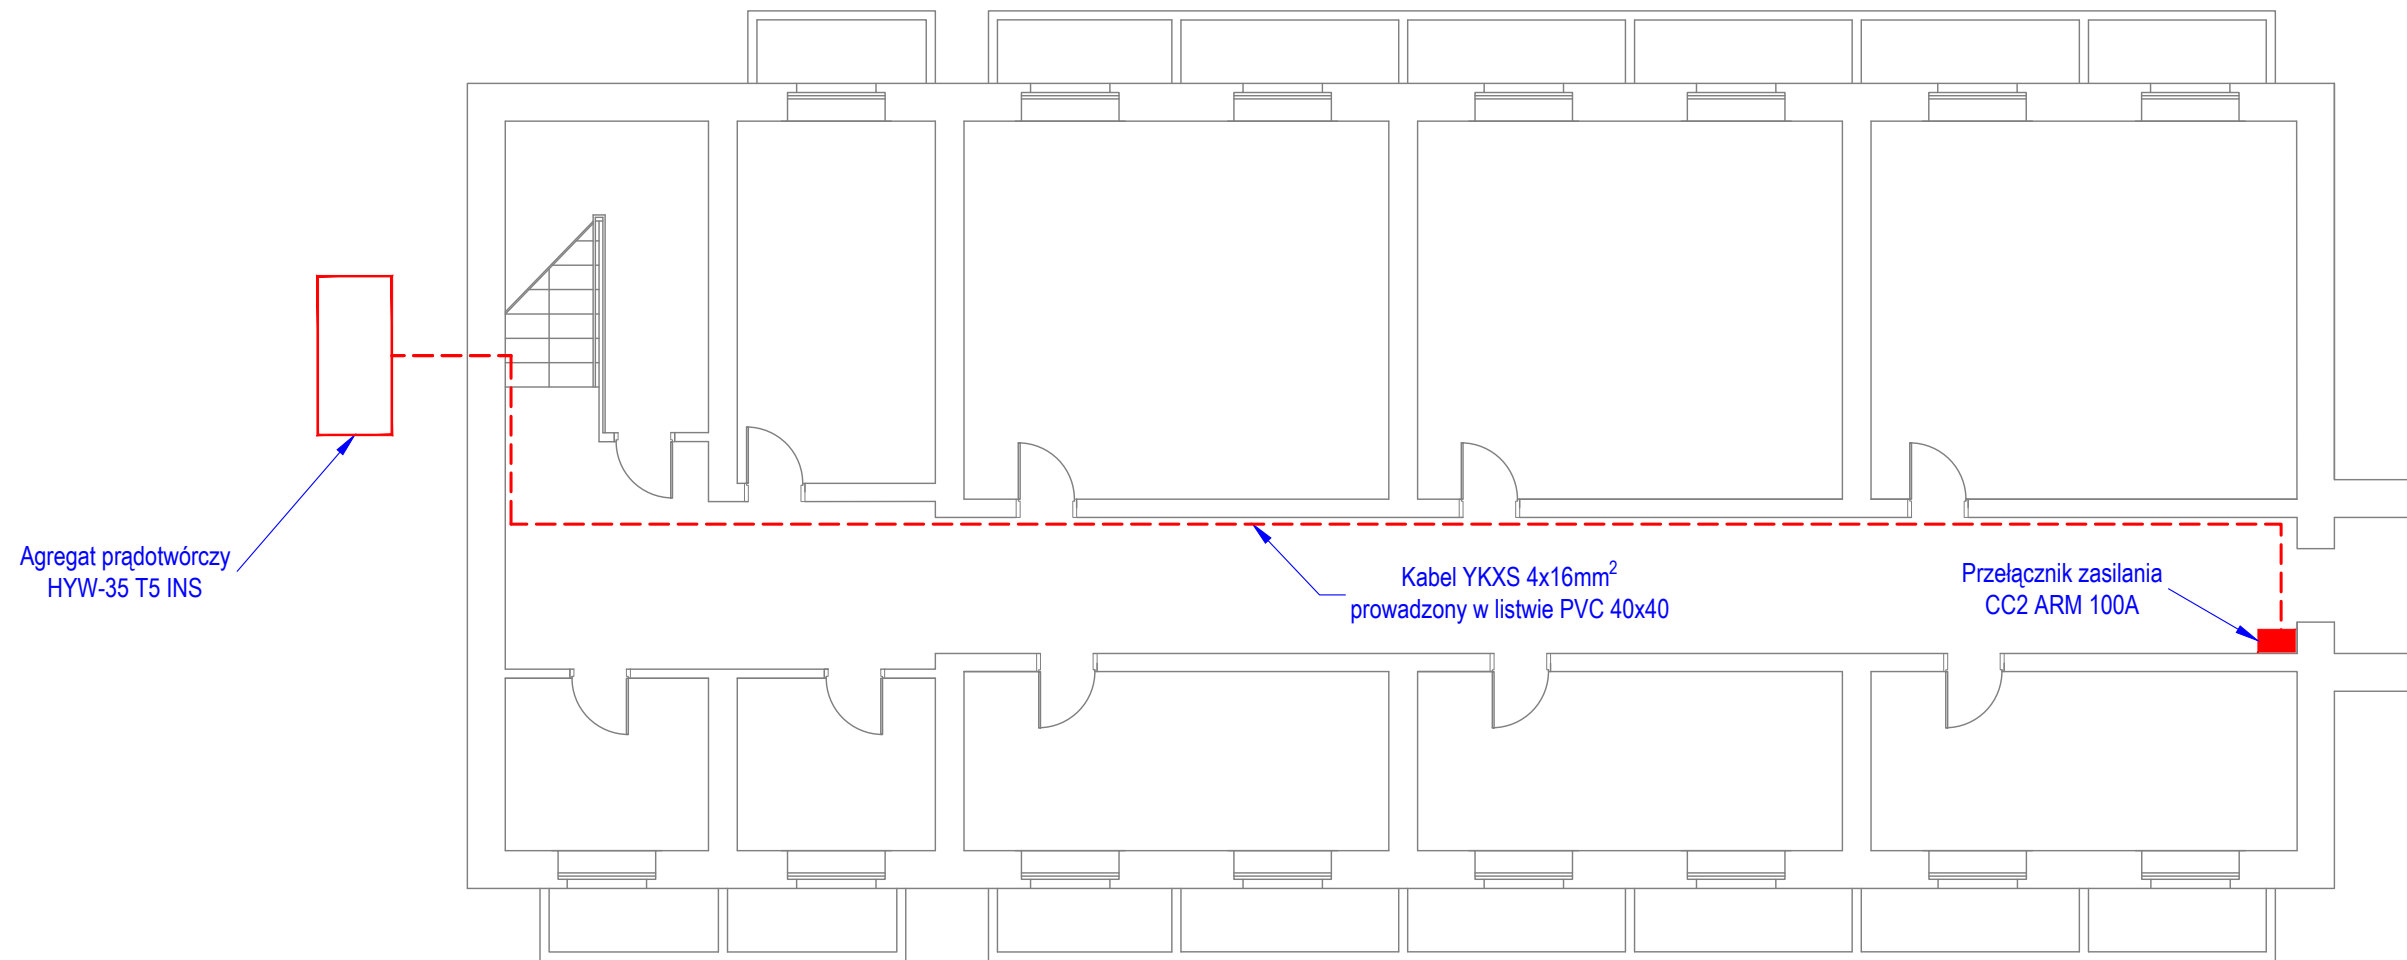 Agregat prądotwórczy
HYW-35 T5 INS
Kabel YKXS 4x16mm²
prowadzony w listwie PVC 40x40
Przełącznik zasilania
CC2 ARM 100A